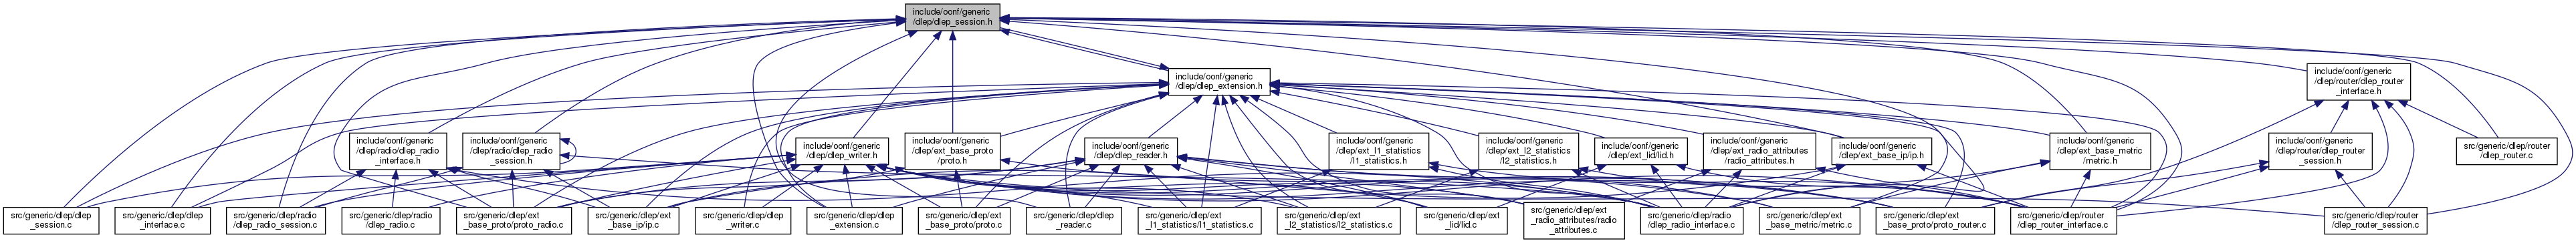 include/oonf/generic
/dlep/dlep_session.h
include/oonf/generic
/dlep/router/dlep_router
_interface.h
include/oonf/generic
/dlep/dlep_extension.h
include/oonf/generic
/dlep/radio/dlep_radio
_interface.h
include/oonf/generic
/dlep/radio/dlep_radio
_session.h
include/oonf/generic
/dlep/dlep_writer.h
include/oonf/generic
/dlep/ext_base_proto
/proto.h
include/oonf/generic
/dlep/dlep_reader.h
include/oonf/generic
/dlep/ext_l1_statistics
/l1_statistics.h
include/oonf/generic
/dlep/ext_l2_statistics
/l2_statistics.h
include/oonf/generic
/dlep/ext_lid/lid.h
include/oonf/generic
/dlep/ext_radio_attributes
/radio_attributes.h
include/oonf/generic
/dlep/ext_base_ip/ip.h
include/oonf/generic
/dlep/ext_base_metric
/metric.h
include/oonf/generic
/dlep/router/dlep_router
_session.h
src/generic/dlep/router
/dlep_router.c
src/generic/dlep/dlep
_session.c
src/generic/dlep/dlep
_interface.c
src/generic/dlep/radio
/dlep_radio_session.c
src/generic/dlep/radio
/dlep_radio.c
src/generic/dlep/ext
_base_proto/proto_radio.c
src/generic/dlep/ext
_base_ip/ip.c
src/generic/dlep/dlep
_writer.c
src/generic/dlep/dlep
_extension.c
src/generic/dlep/ext
_base_proto/proto.c
src/generic/dlep/dlep
_reader.c
src/generic/dlep/ext
_l1_statistics/l1_statistics.c
src/generic/dlep/ext
_l2_statistics/l2_statistics.c
src/generic/dlep/ext
_lid/lid.c
src/generic/dlep/ext
_radio_attributes/radio
_attributes.c
src/generic/dlep/radio
/dlep_radio_interface.c
src/generic/dlep/ext
_base_metric/metric.c
src/generic/dlep/ext
_base_proto/proto_router.c
src/generic/dlep/router
/dlep_router_interface.c
src/generic/dlep/router
/dlep_router_session.c